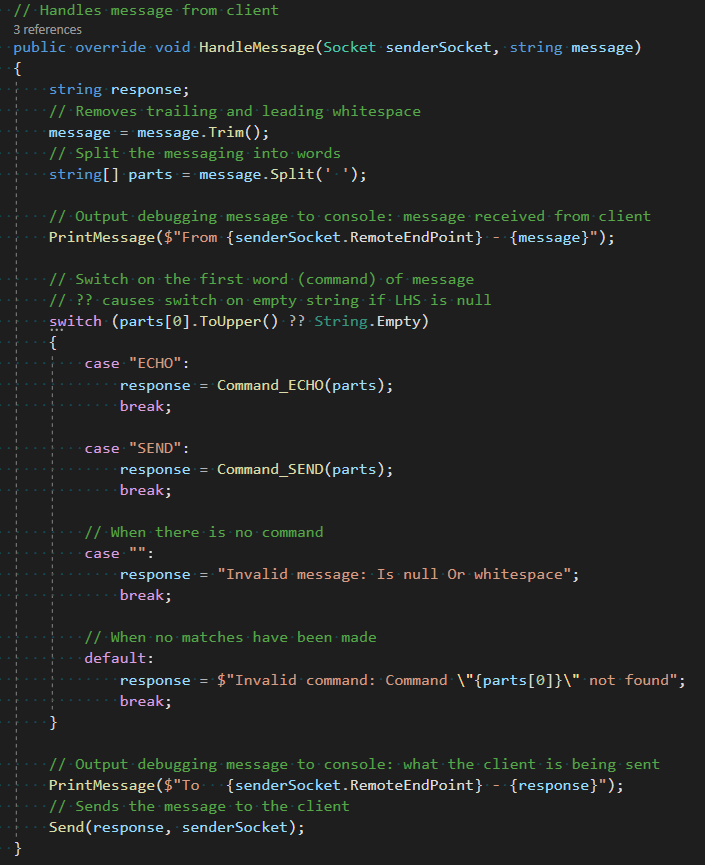 // Handles message from client
3 references
public override void HandleMessage(Socket senderSocket, string message)
{
string response;
// Removes trailing and leading whitespace
message = message.Trim();
// Split the messaging into words
string[] parts = message.Split(' ');
// Output debugging message to console: message received from client
PrintMessage($"From {senderSocket.RemoteEndPoint} - {message}");
// Switch on the first word (command) of message
// ?? causes switch on empty string if LHS is null
switch (parts[0].ToUpper() ?? String.Empty)
{
case "ECHO":
response = Command_ECHO(parts);
break;
case "SEND":
response = Command_SEND(parts);
break;
// When there is no command
case "":
response = "Invalid message: Is null Or whitespace";
break;
// When no matches have been made
default:
response = $"Invalid command: Command \"{parts[0]}\" not found";
break;
}
// Output debugging message to console: what the client is being sent
PrintMessage($"To   {senderSocket.RemoteEndPoint} - {response}");
// Sends the message to the client
Send(response, senderSocket);
}